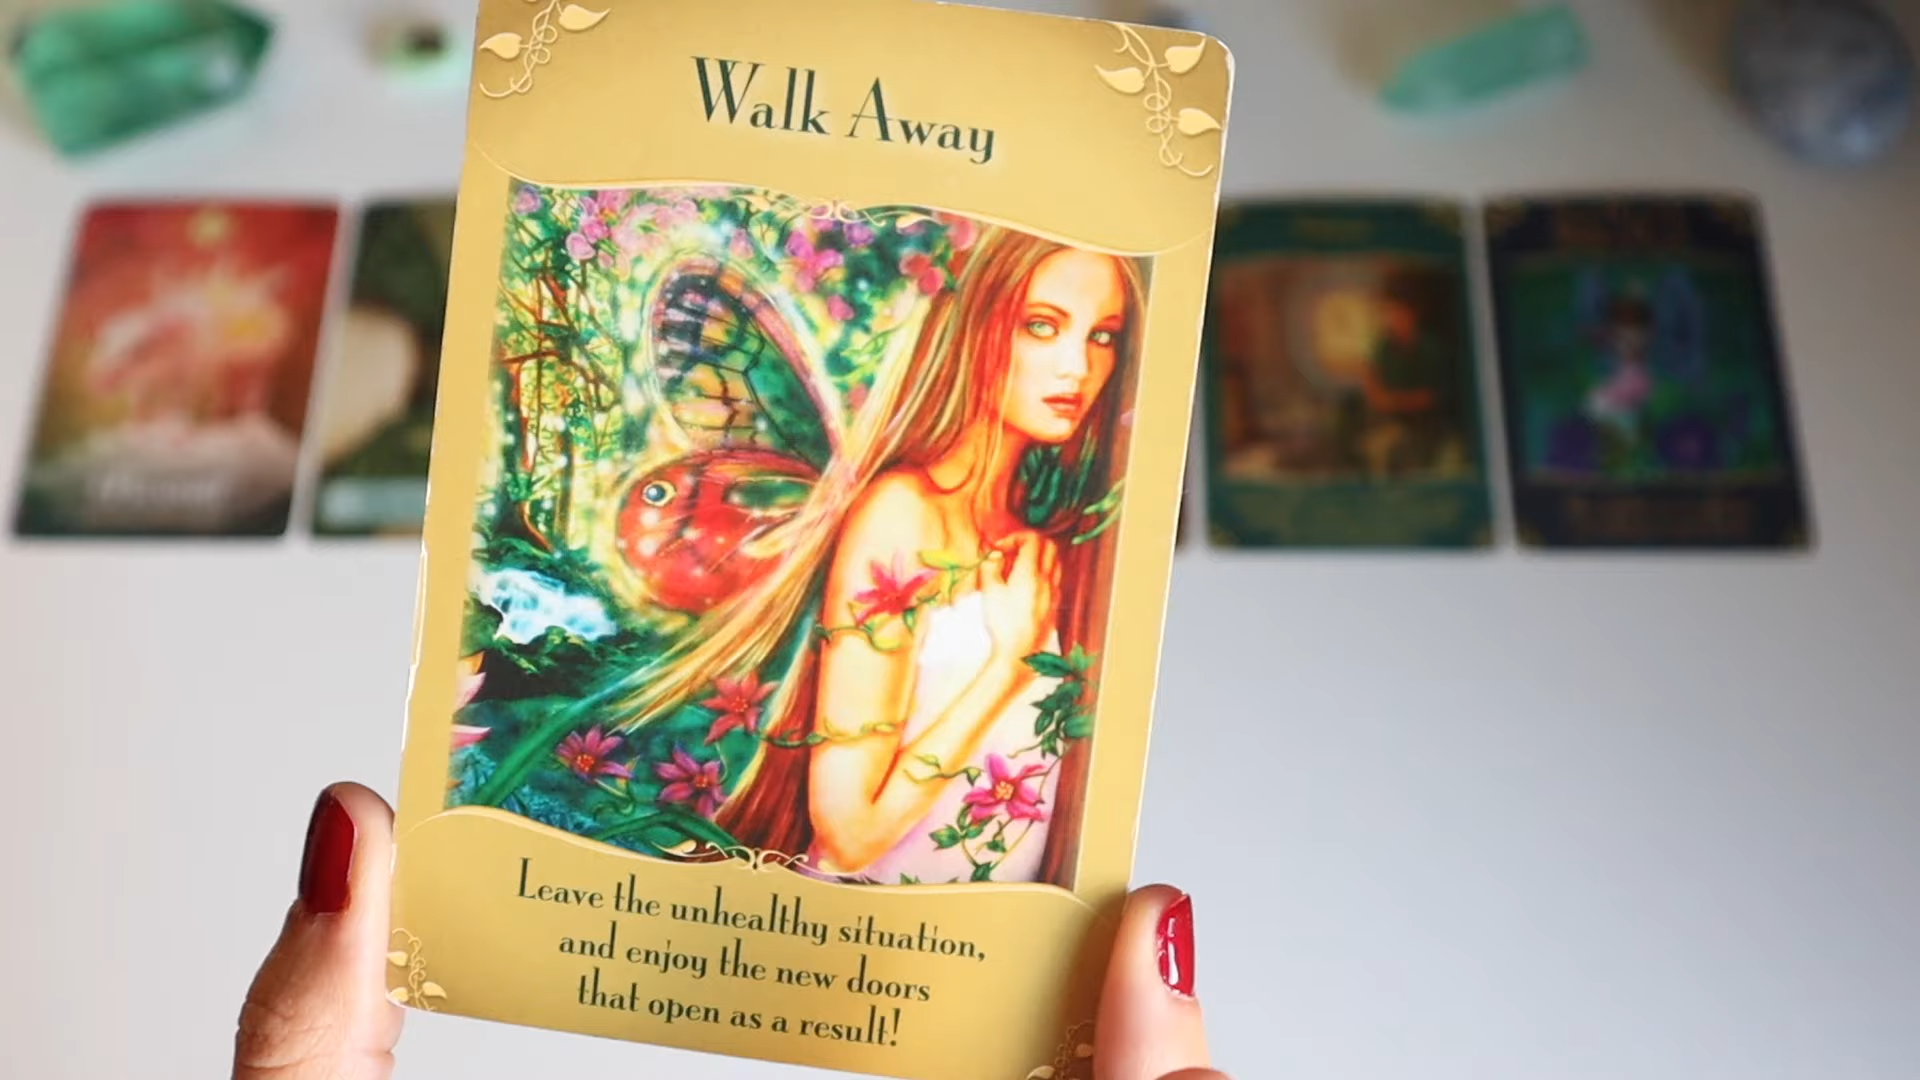 Walk Away
Leave the unhealthy situation,
and enjoy the new doors
that open as a result!